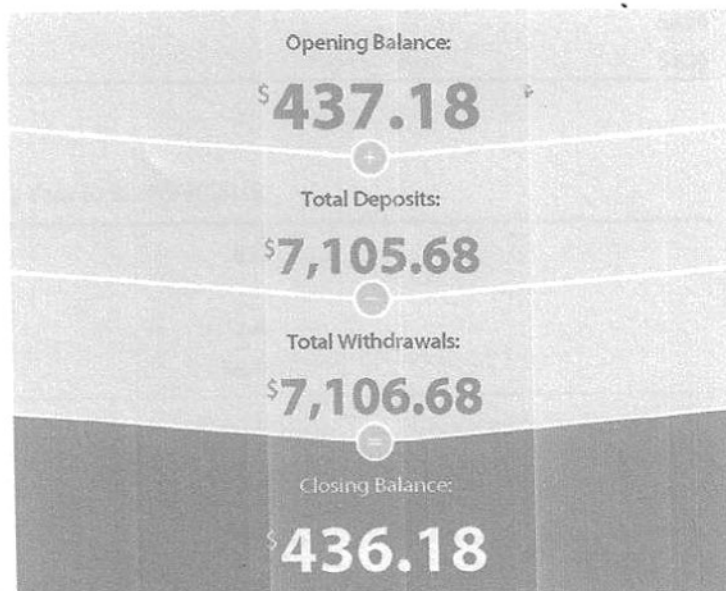 Opening Balance:
$437.18
+
Total Deposits:
$7,105.68
−
Total Withdrawals:
$7,106.68
=
Closing Balance:
$436.18